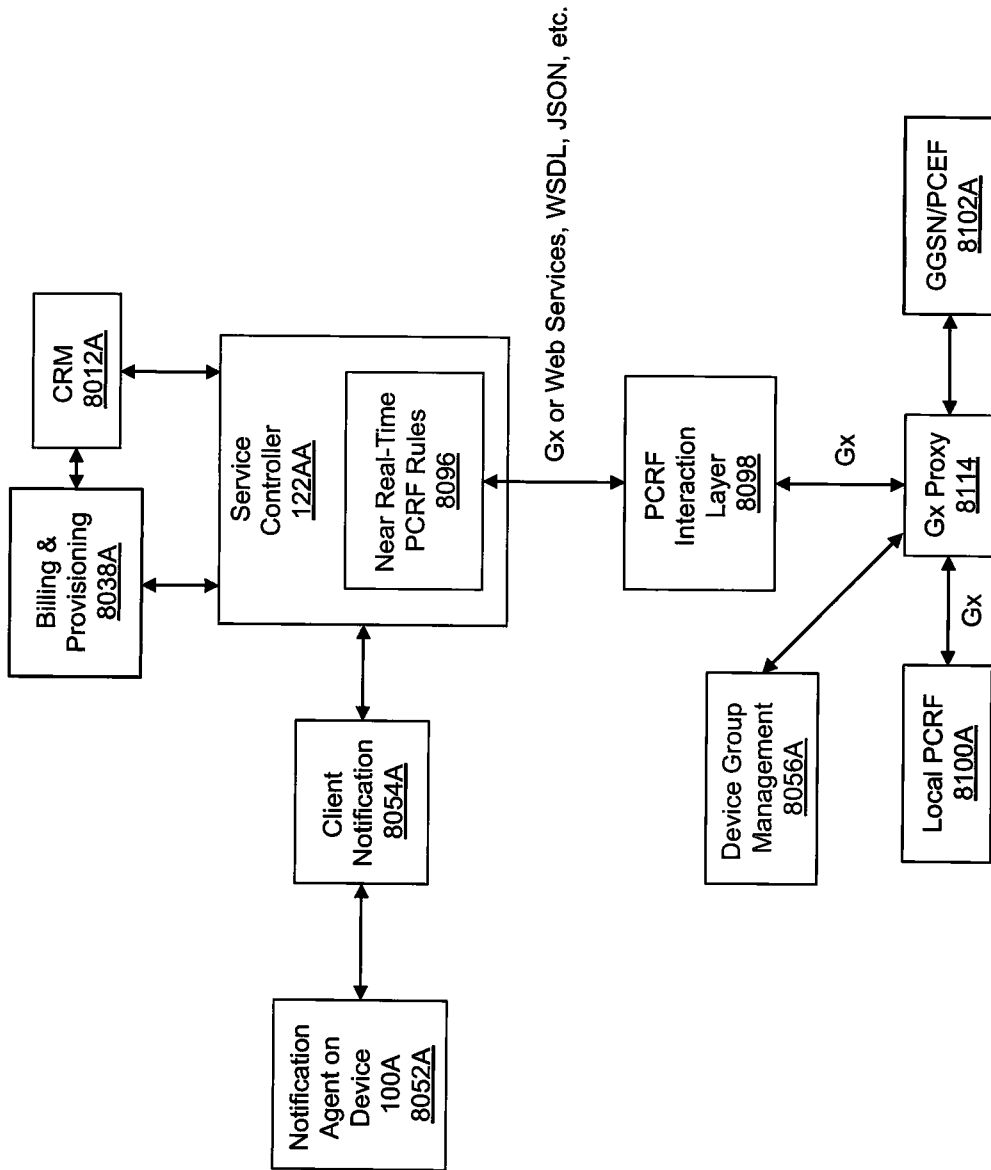 Billing &
Provisioning
8038A
CRM
8012A
Service
Controller
122AA
Near Real-Time
PCRF Rules
8096
Client
Notification
8054A
Notification
Agent on
Device
100A
8052A
Gx or Web Services, WSDL, JSON, etc.
PCRF
Interaction
Layer
8098
Gx
Device Group
Management
8056A
Gx
Local PCRF
8100A
Gx Proxy
8114
GGSN/PCEF
8102A